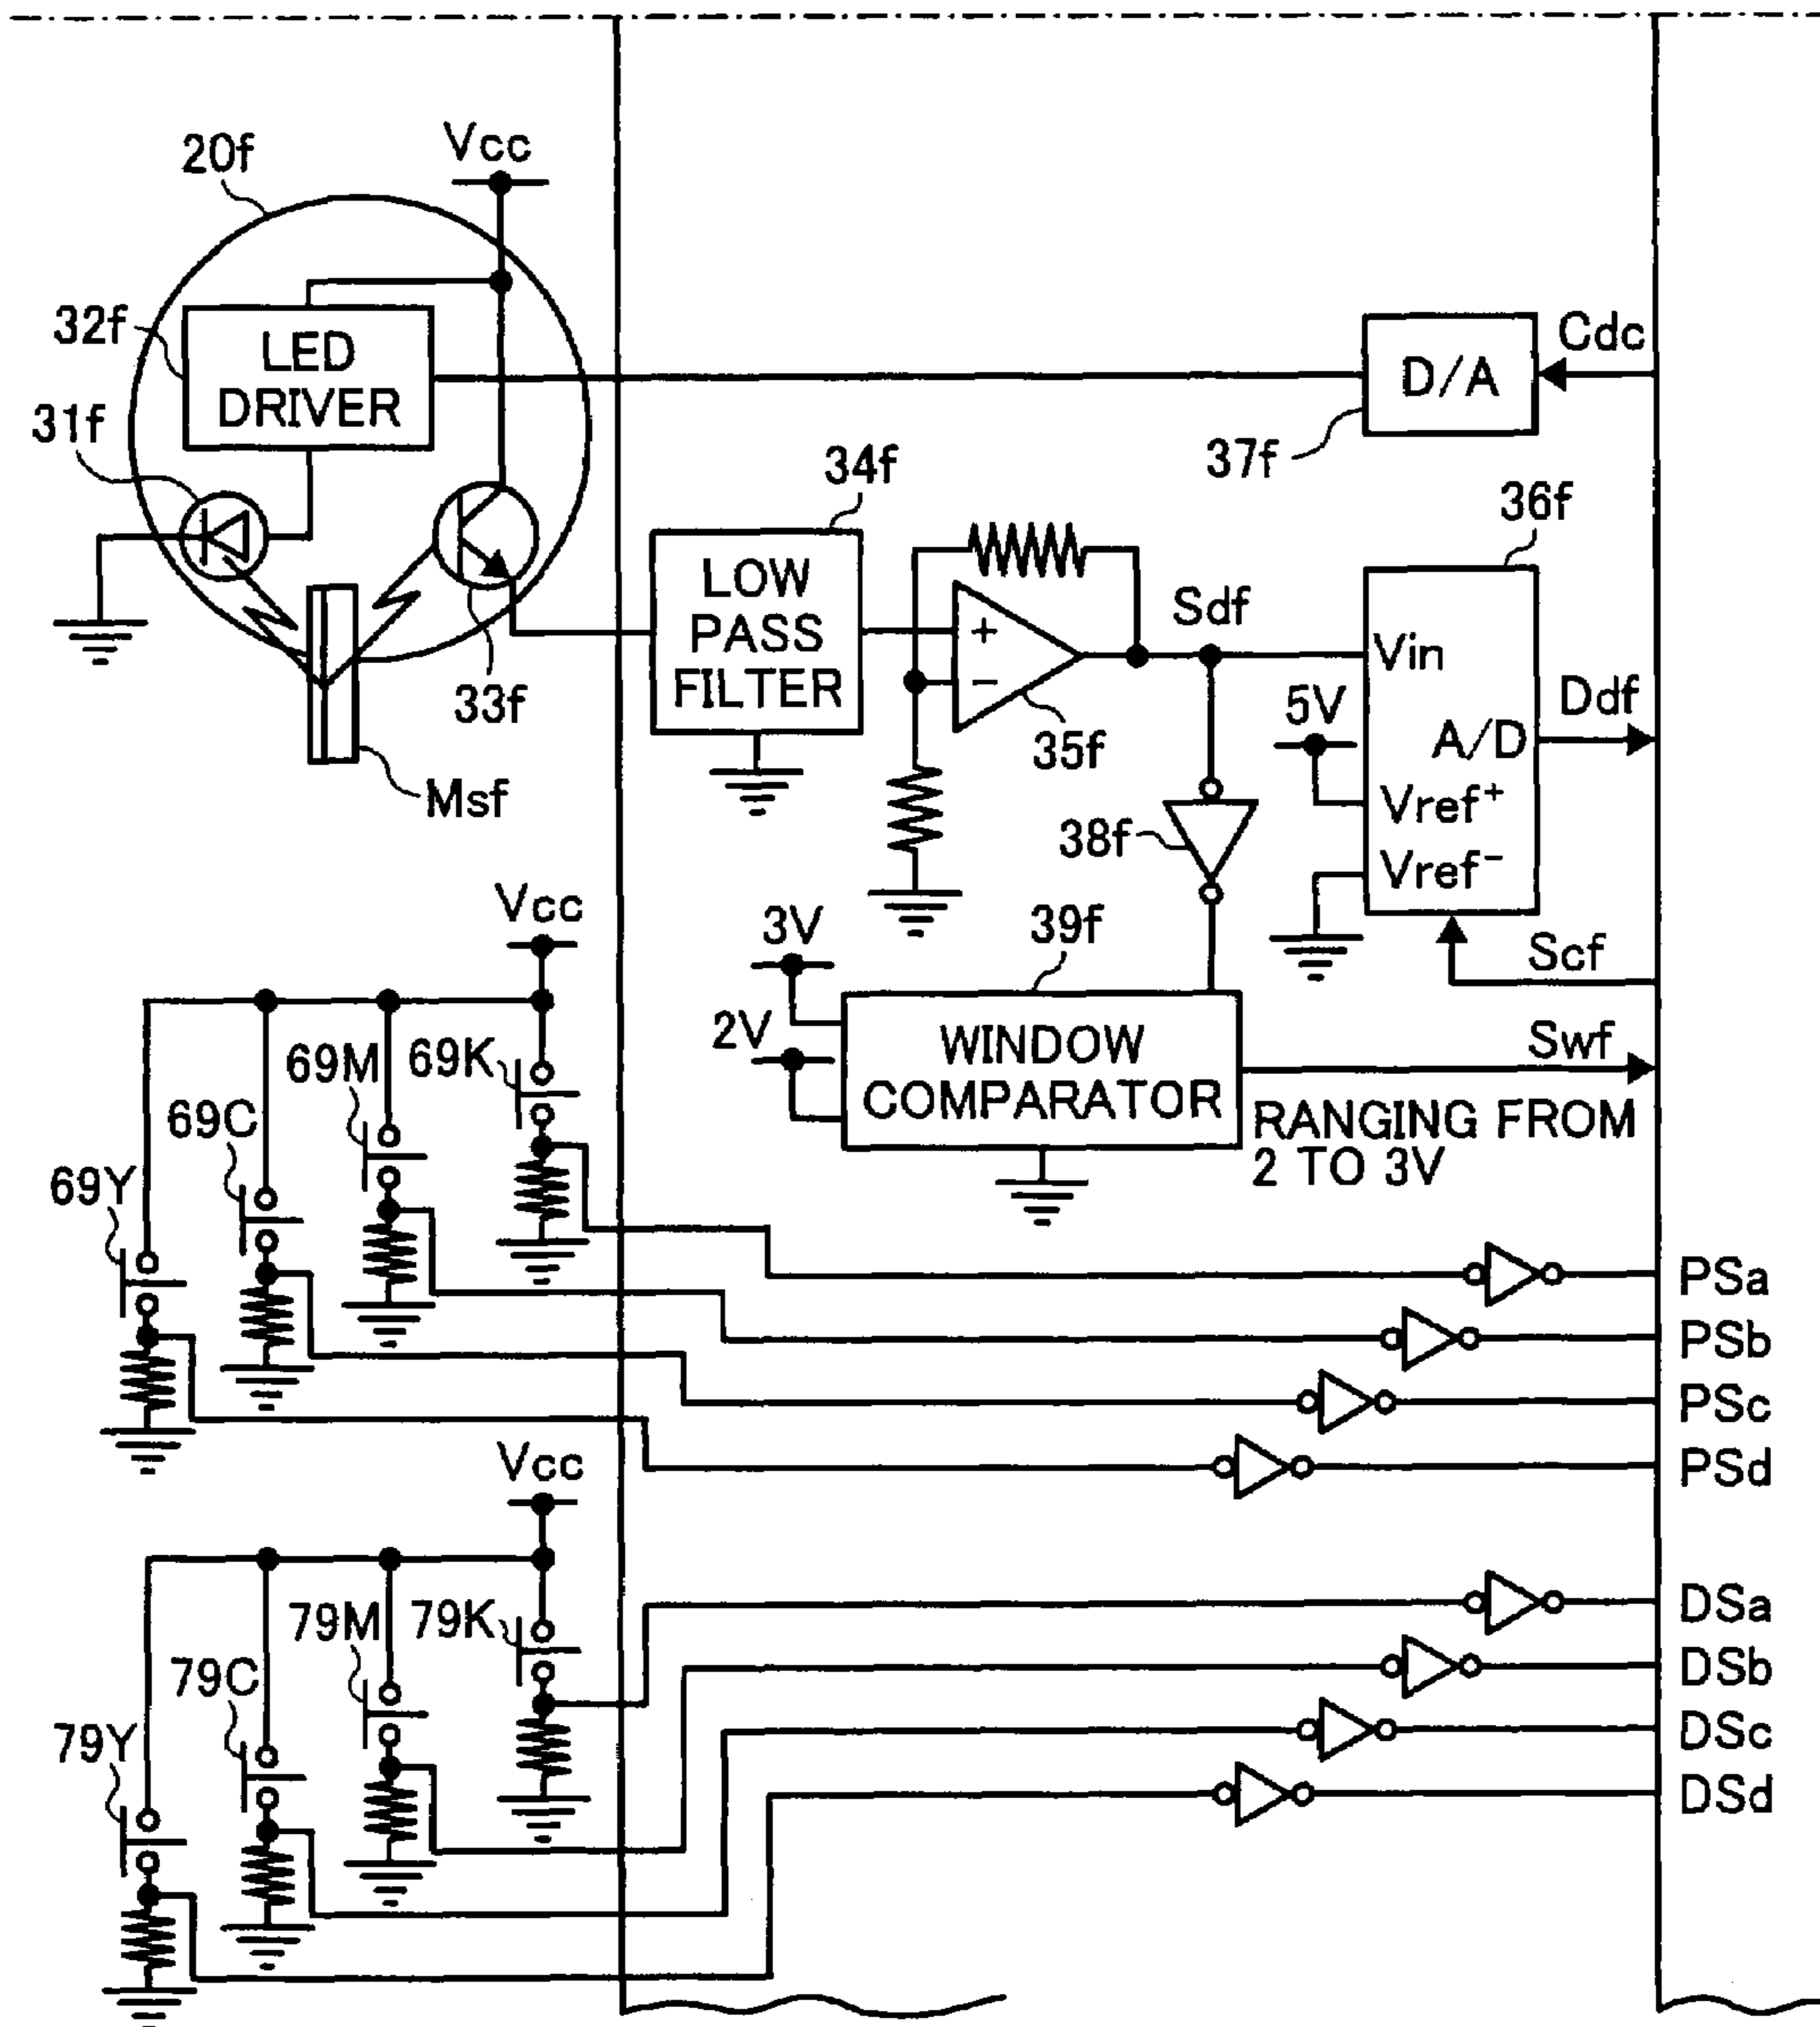 20f
Vcc
32f
LED
DRIVER
31f
33f
Msf
34f
LOW
PASS
FILTER
+
−
35f
Sdf
Cdc
D/A
37f
36f
Vin
A/D
Vref+
Vref-
5V
Ddf
38f
Scf
3V
2V
39f
WINDOW
COMPARATOR
Swf
RANGING FROM
2 TO 3V
Vcc
69K
69M
69C
69Y
PSa
PSb
PSc
PSd
Vcc
79K
79M
79C
79Y
DSa
DSb
DSc
DSd